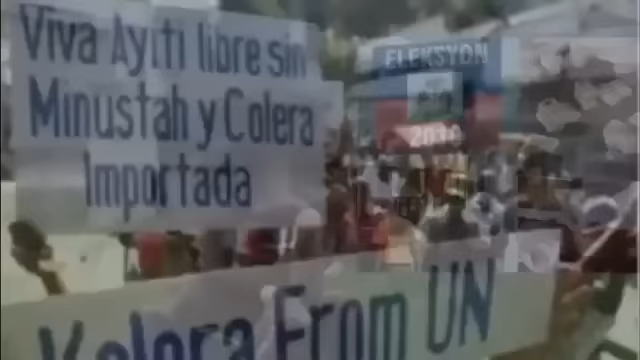 Viva Ayiti libre sin
Minustah y Colera
Importada
ELEKSYON
Kolera From UN